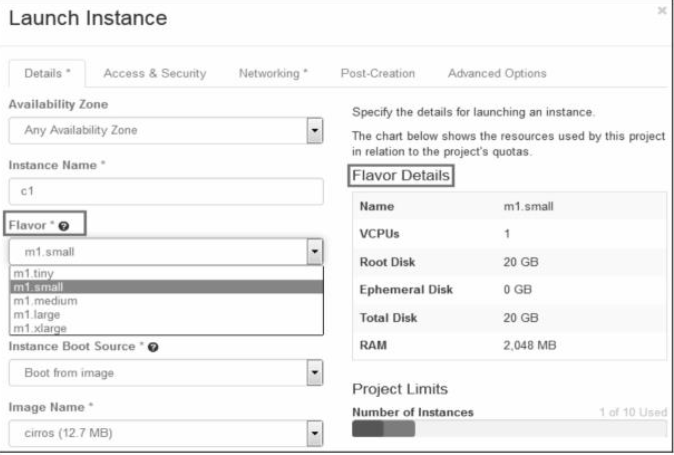 Launch Instance
×
Details * Access & Security Networking * Post-Creation Advanced Options
Availability Zone
Any Availability Zone
Instance Name *
c1
Flavor * ?
m1.small
m1.tiny
m1.small
m1.medium
m1.large
m1.xlarge
Instance Boot Source * ?
Boot from image
Image Name *
cirros (12.7 MB)
Specify the details for launching an instance.
The chart below shows the resources used by this project
in relation to the project's quotas.
Flavor Details
Name m1.small
VCPUs 1
Root Disk 20 GB
Ephemeral Disk 0 GB
Total Disk 20 GB
RAM 2,048 MB
Project Limits
Number of Instances 1 of 10 Used